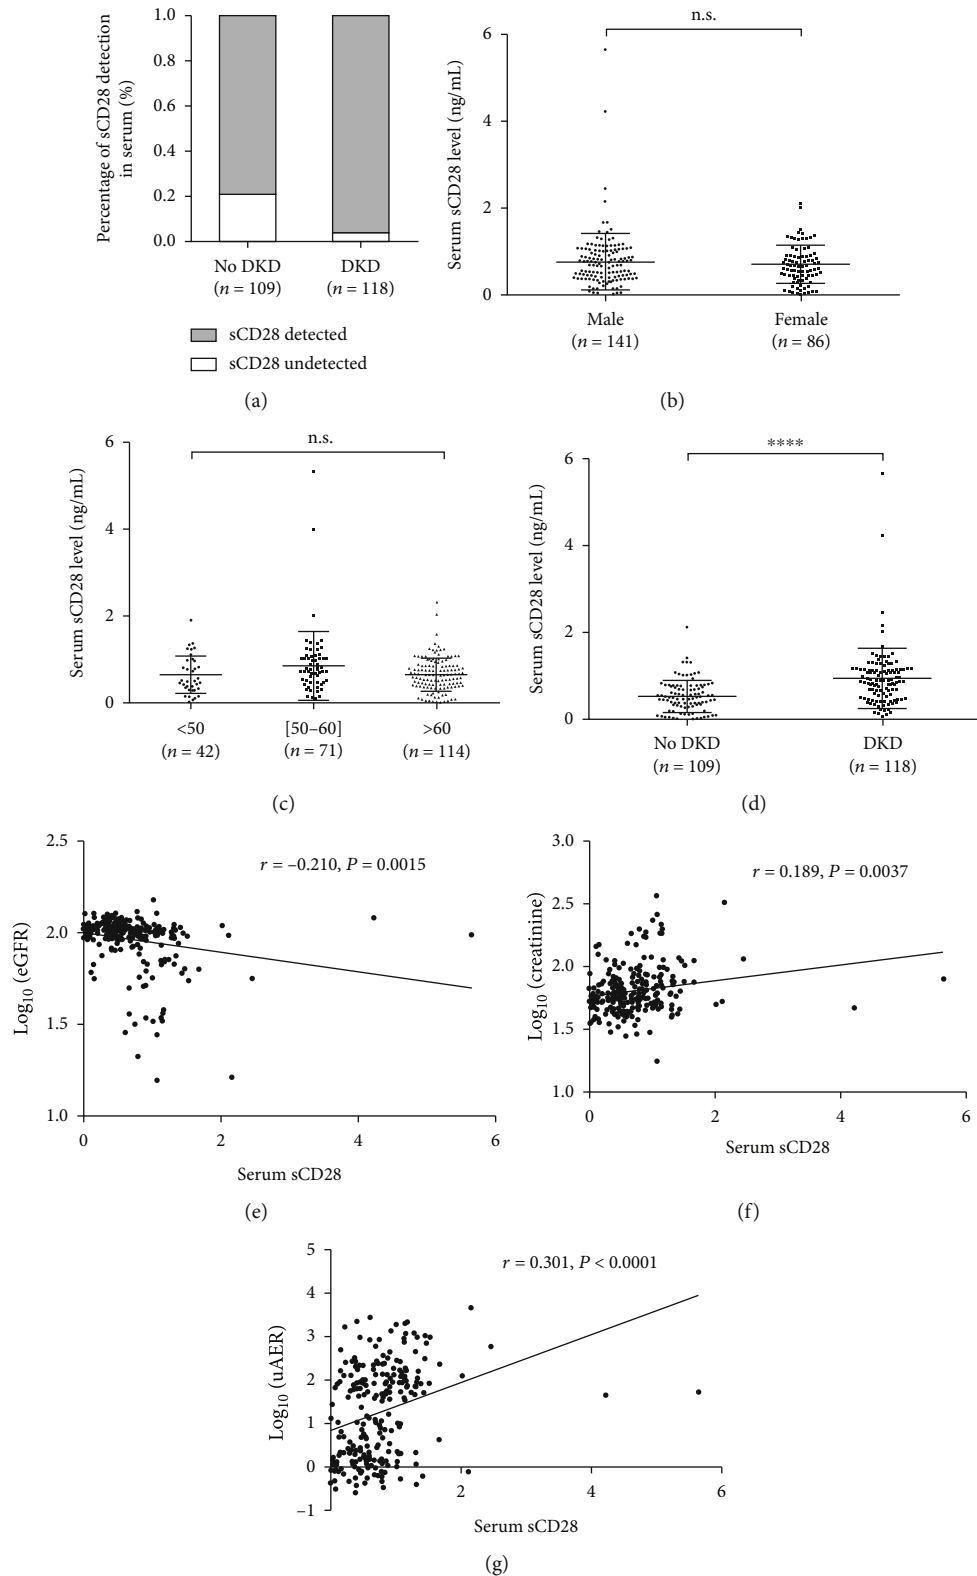 1.0
0.8
0.6
0.4
0.2
0.0
Percentage of sCD28 detection
in serum (%)
No DKD
(n = 109)
DKD
(n = 118)
sCD28 detected
sCD28 undetected
(a)
n.s.
6
4
2
0
Serum sCD28 level (ng/mL)
Male
(n = 141)
Female
(n = 86)
(b)
n.s.
6
4
2
0
Serum sCD28 level (ng/mL)
<50
(n = 42)
[50–60]
(n = 71)
>60
(n = 114)
(c)
****
6
4
2
0
Serum sCD28 level (ng/mL)
No DKD
(n = 109)
DKD
(n = 118)
(d)
2.5
2.0
1.5
1.0
Log10 (eGFR)
r = –0.210, P = 0.0015
0 2 4 6
Serum sCD28
(e)
3.0
2.5
2.0
1.5
1.0
Log10 (creatinine)
r = 0.189, P = 0.0037
0 2 4 6
Serum sCD28
(f)
5
4
3
2
1
0
–1
Log10 (uAER)
r = 0.301, P < 0.0001
2 4 6
Serum sCD28
(g)